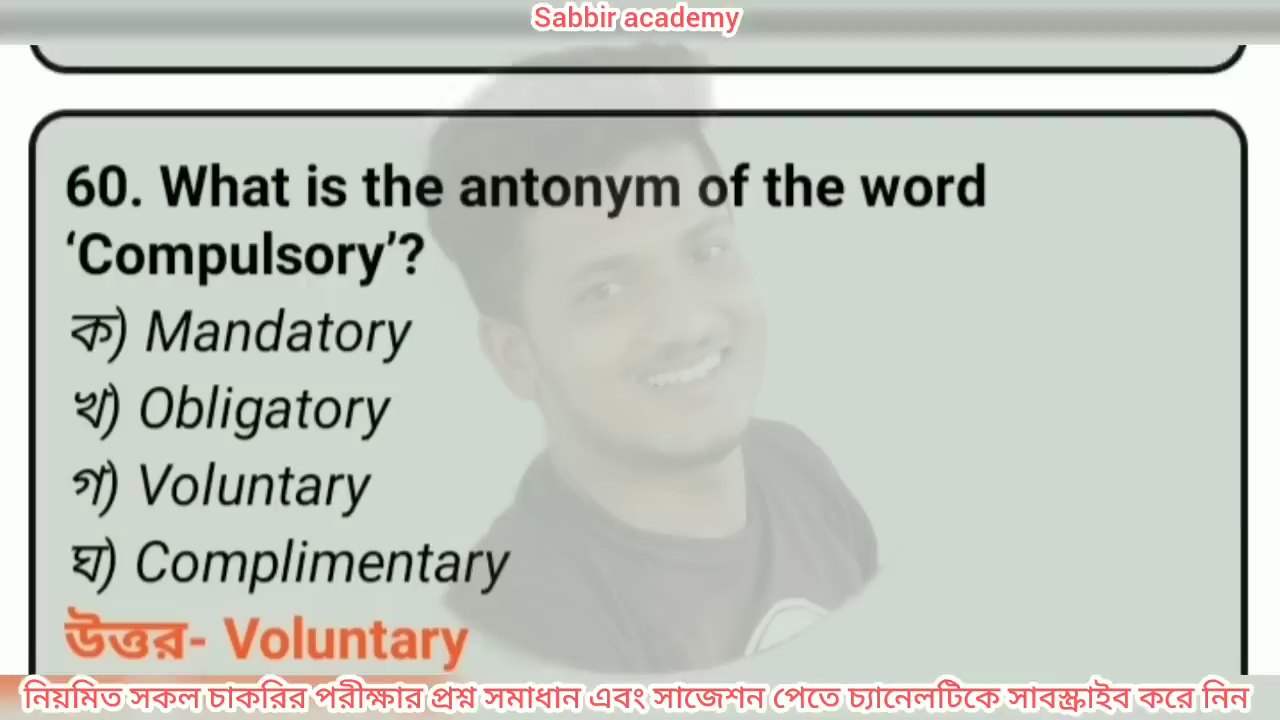 Sabbir academy
60. What is the antonym of the word
‘Compulsory’?
ক) Mandatory
খ) Obligatory
গ) Voluntary
ঘ) Complimentary
উত্তর- Voluntary
নিয়মিত সকল চাকরির পরীক্ষার প্রশ্ন সমাধান এবং সাজেশন পেতে চ্যানেলটিকে সাবস্ক্রাইব করে নিন